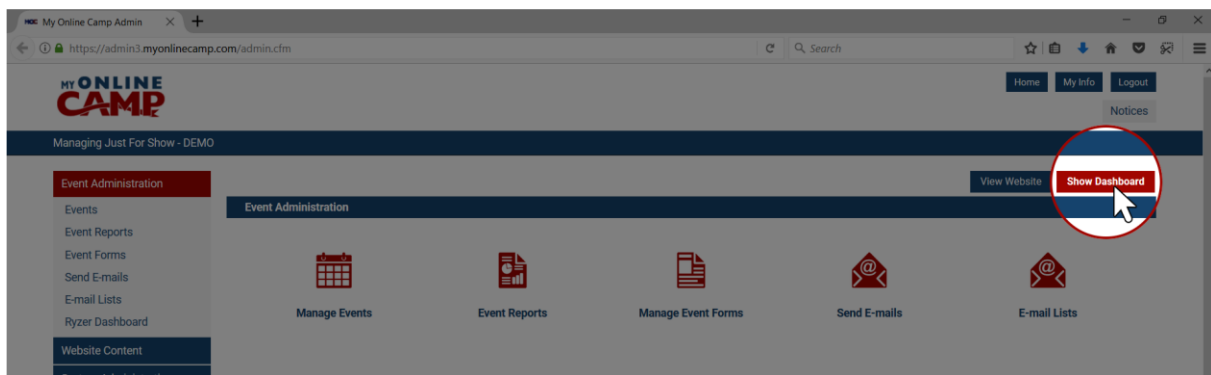 MOC My Online Camp Admin
https://admin3.myonlinecamp.com/admin.cfm
Search
MY ONLINE
CAMP
Home My Info Logout
Notices
Managing Just For Show - DEMO
View Website Show Dashboard
Event Administration
Events
Event Reports
Event Forms
Send E-mails
E-mail Lists
Ryzer Dashboard
Website Content
Event Administration
Manage Events Event Reports Manage Event Forms Send E-mails E-mail Lists